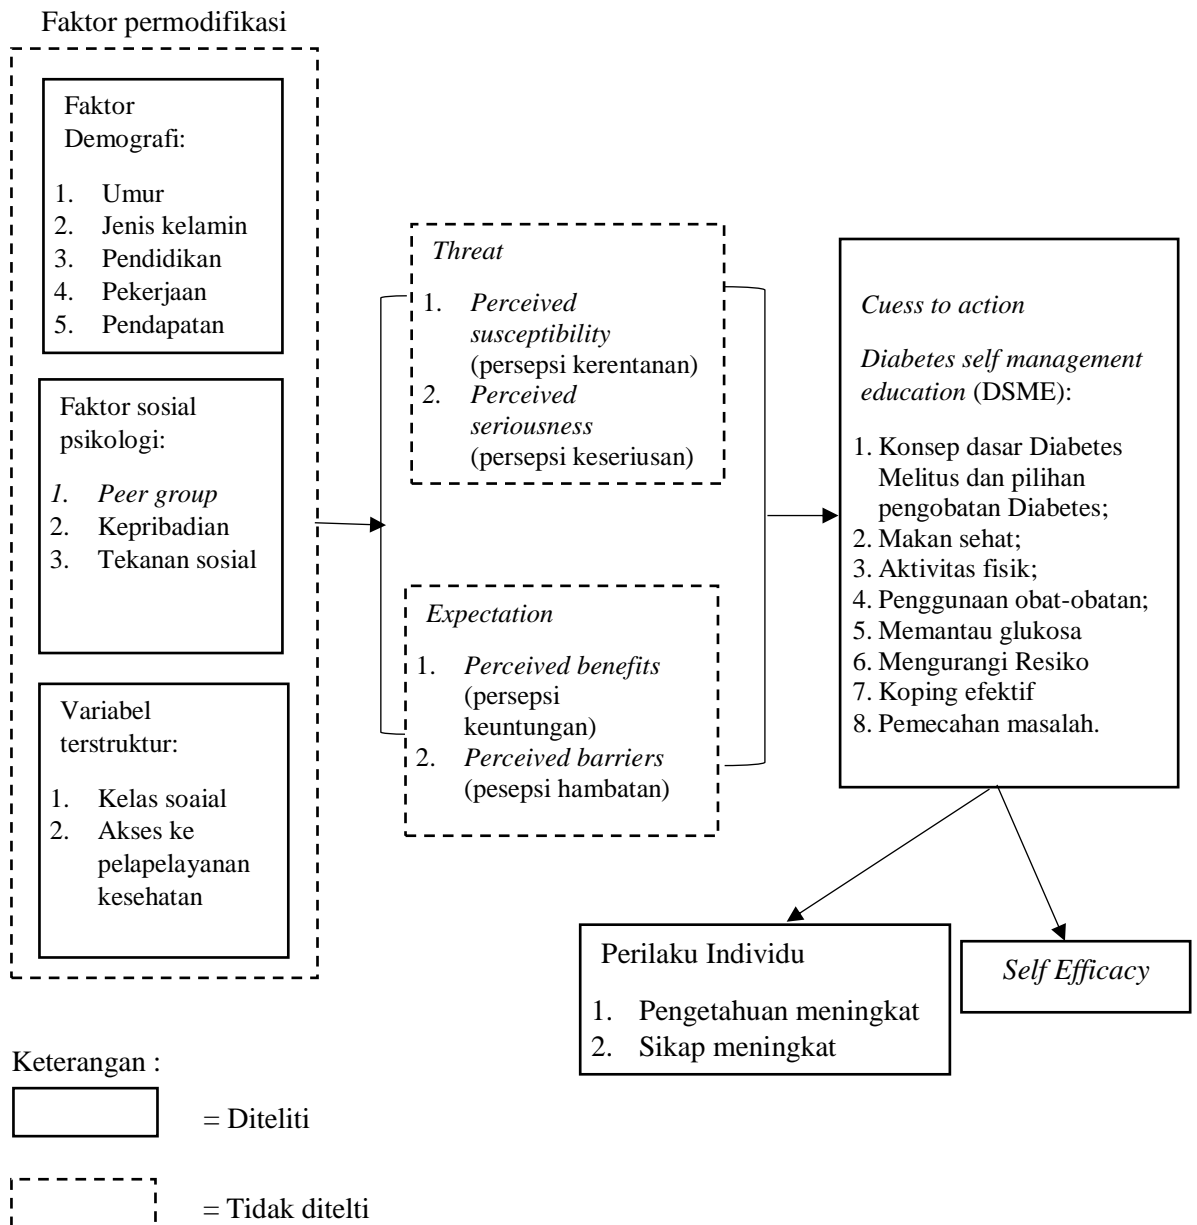 Faktor permodifikasi
Faktor
Demografi:
1. Umur
2. Jenis kelamin
3. Pendidikan
4. Pekerjaan
5. Pendapatan
Faktor sosial
psikologi:
1. Peer group
2. Kepribadian
3. Tekanan sosial
Variabel
terstruktur:
1. Kelas soaial
2. Akses ke
pelapelayanan
kesehatan
Threat
1. Perceived
susceptibility
(persepsi kerentanan)
2. Perceived
seriousness
(persepsi keseriusan)
Expectation
1. Perceived benefits
(persepsi
keuntungan)
2. Perceived barriers
(pesepsi hambatan)
Cuess to action
Diabetes self management
education (DSME):
1. Konsep dasar Diabetes
Melitus dan pilihan
pengobatan Diabetes;
2. Makan sehat;
3. Aktivitas fisik;
4. Penggunaan obat-obatan;
5. Memantau glukosa
6. Mengurangi Resiko
7. Koping efektif
8. Pemecahan masalah.
Perilaku Individu
1. Pengetahuan meningkat
2. Sikap meningkat
Self Efficacy
Keterangan :
= Diteliti
= Tidak ditelti